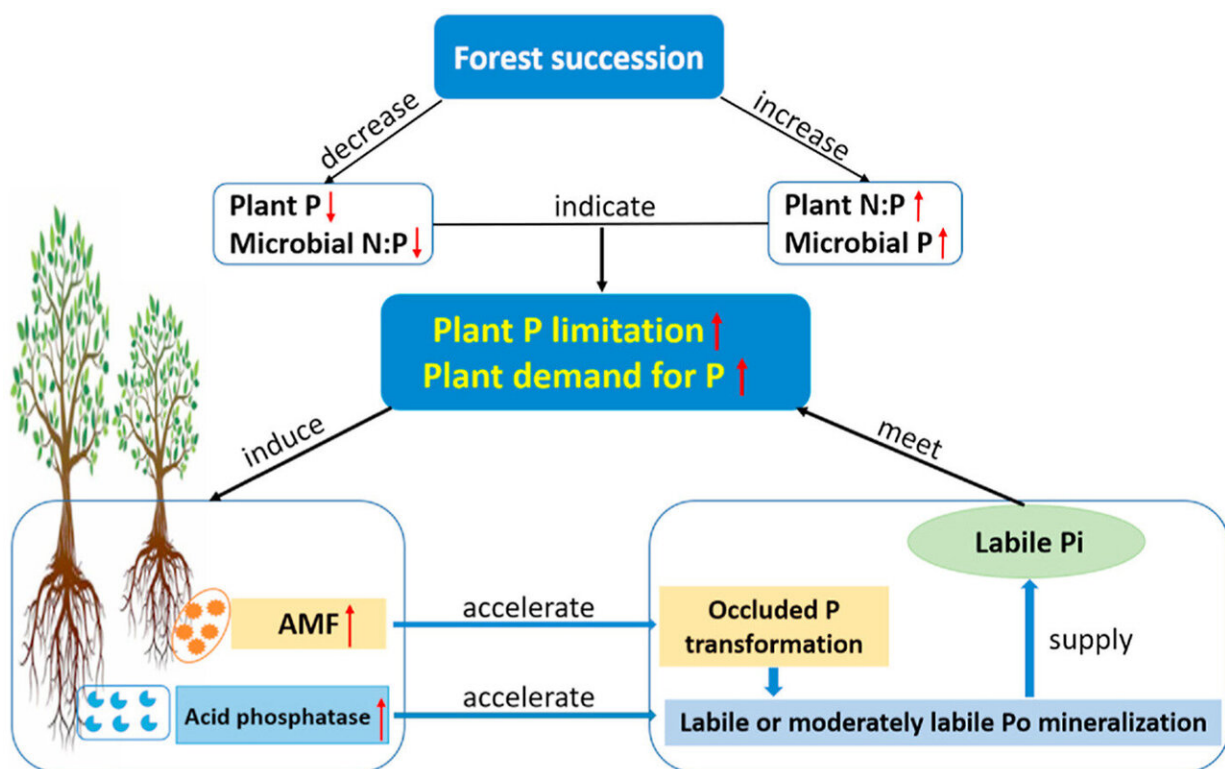 Forest succession
decrease
increase
Plant P↓
Microbial N:P↓
indicate
Plant N:P↑
Microbial P↑
Plant P limitation↑
Plant demand for P↑
induce
meet
AMF↑
accelerate
Occluded P
transformation
Labile Pi
supply
Acid phosphatase↑
accelerate
Labile or moderately labile Po mineralization